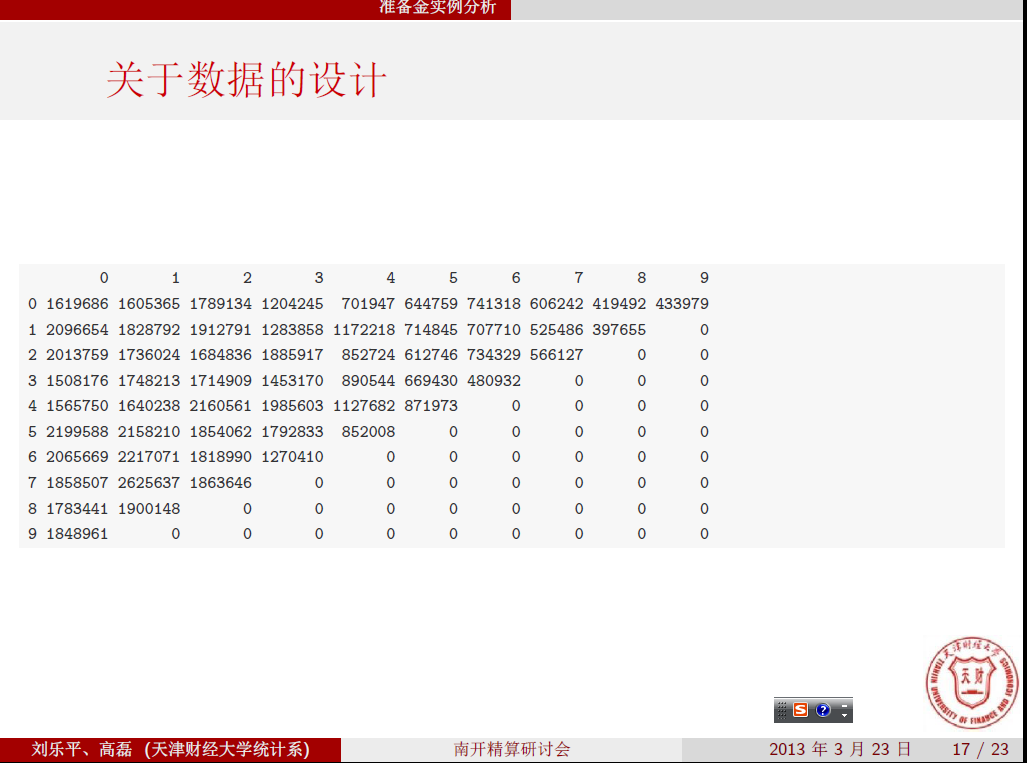 准备金实例分析
关于数据的设计
0 1 2 3 4 5 6 7 8 9
0 1619686 1605365 1789134 1204245 701947 644759 741318 606242 419492 433979
1 2096654 1828792 1912791 1283858 1172218 714845 707710 525486 397655 0
2 2013759 1736024 1684836 1885917 852724 612746 734329 566127 0 0
3 1508176 1748213 1714909 1453170 890544 669430 480932 0 0 0
4 1565750 1640238 2160561 1985603 1127682 871973 0 0 0 0
5 2199588 2158210 1854062 1792833 852008 0 0 0 0 0
6 2065669 2217071 1818990 1270410 0 0 0 0 0 0
7 1858507 2625637 1863646 0 0 0 0 0 0 0
8 1783441 1900148 0 0 0 0 0 0 0 0
9 1848961 0 0 0 0 0 0 0 0 0
天津财经大学
天财
TIANJIN UNIVERSITY OF FINANCE AND ECONOMICS
S ?
刘乐平、高磊 (天津财经大学统计系) 南开精算研讨会 2013 年 3 月 23 日 17 / 23